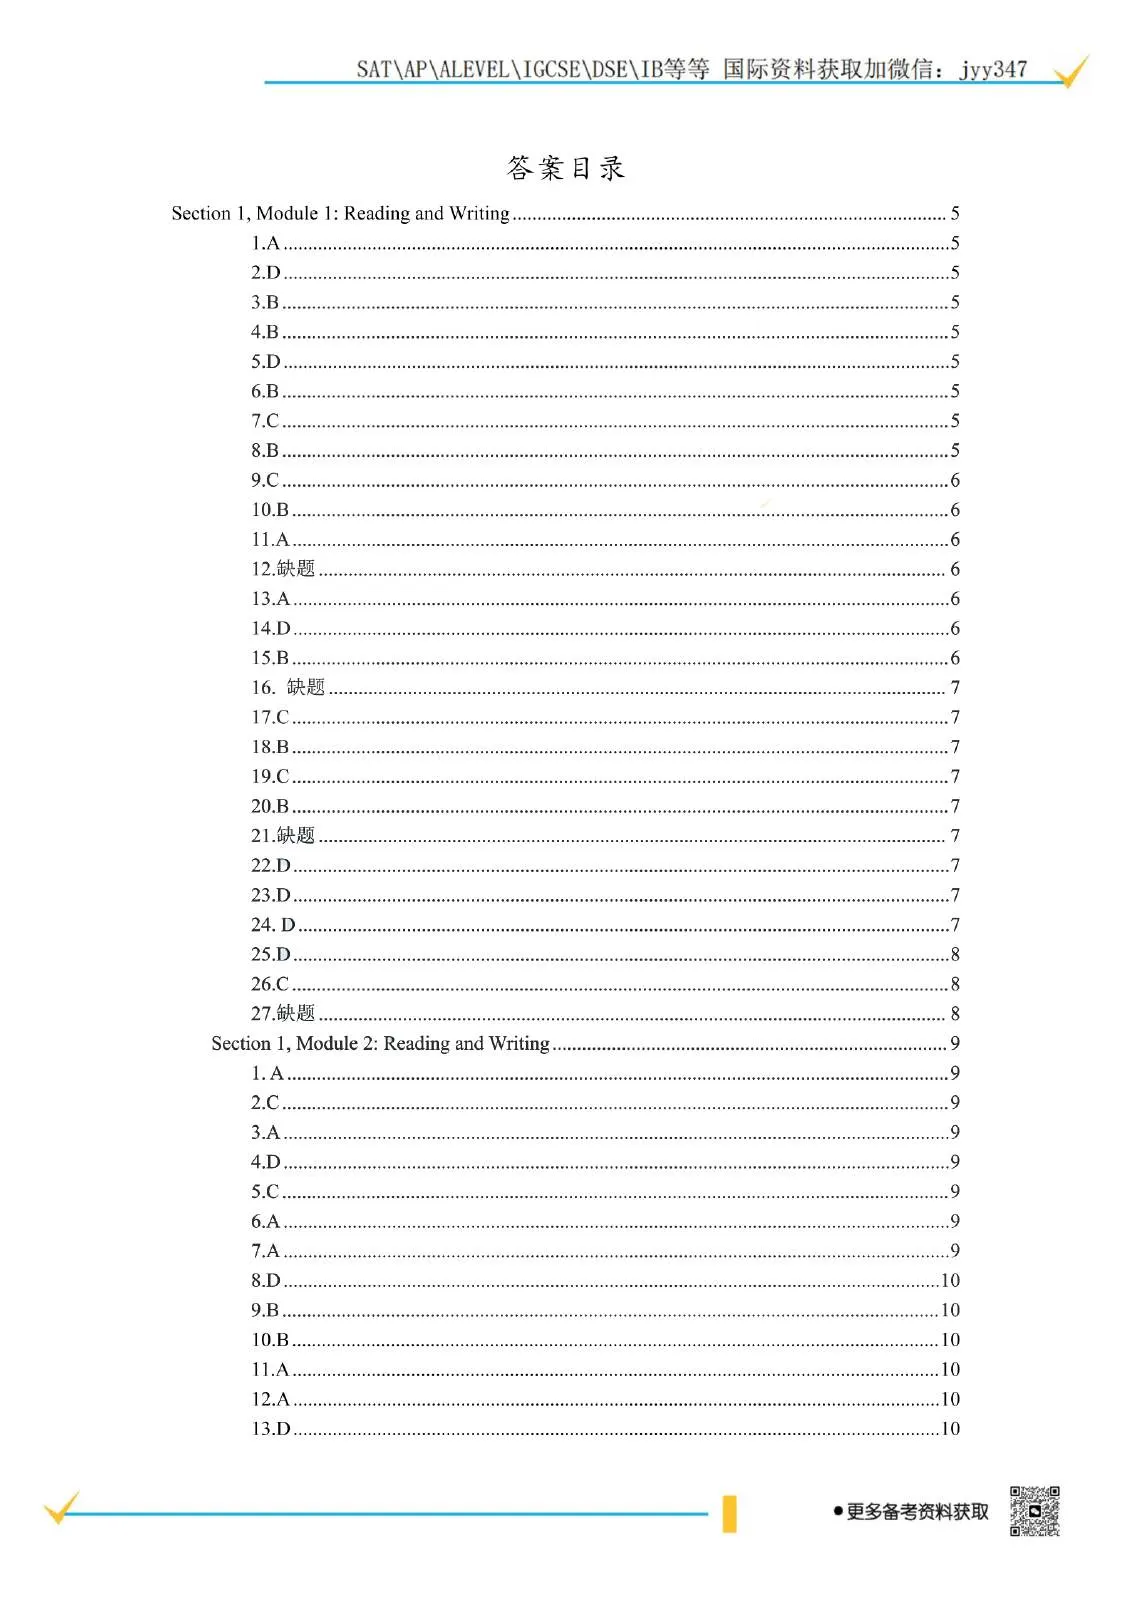 SAT\AP\ALEVEL\IGCSE\DSE\IB等等 国际资料获取加微信：jyy347
答案目录
Section 1, Module 1: Reading and Writing 5
1.A 5
2.D 5
3.B 5
4.B 5
5.D 5
6.B 5
7.C 5
8.B 5
9.C 6
10.B 6
11.A 6
12.缺题 6
13.A 6
14.D 6
15.B 6
16. 缺题 7
17.C 7
18.B 7
19.C 7
20.B 7
21.缺题 7
22.D 7
23.D 7
24. D 7
25.D 8
26.C 8
27.缺题 8
Section 1, Module 2: Reading and Writing 9
1. A 9
2.C 9
3.A 9
4.D 9
5.C 9
6.A 9
7.A 9
8.D 10
9.B 10
10.B 10
11.A 10
12.A 10
13.D 10
●更多备考资料获取